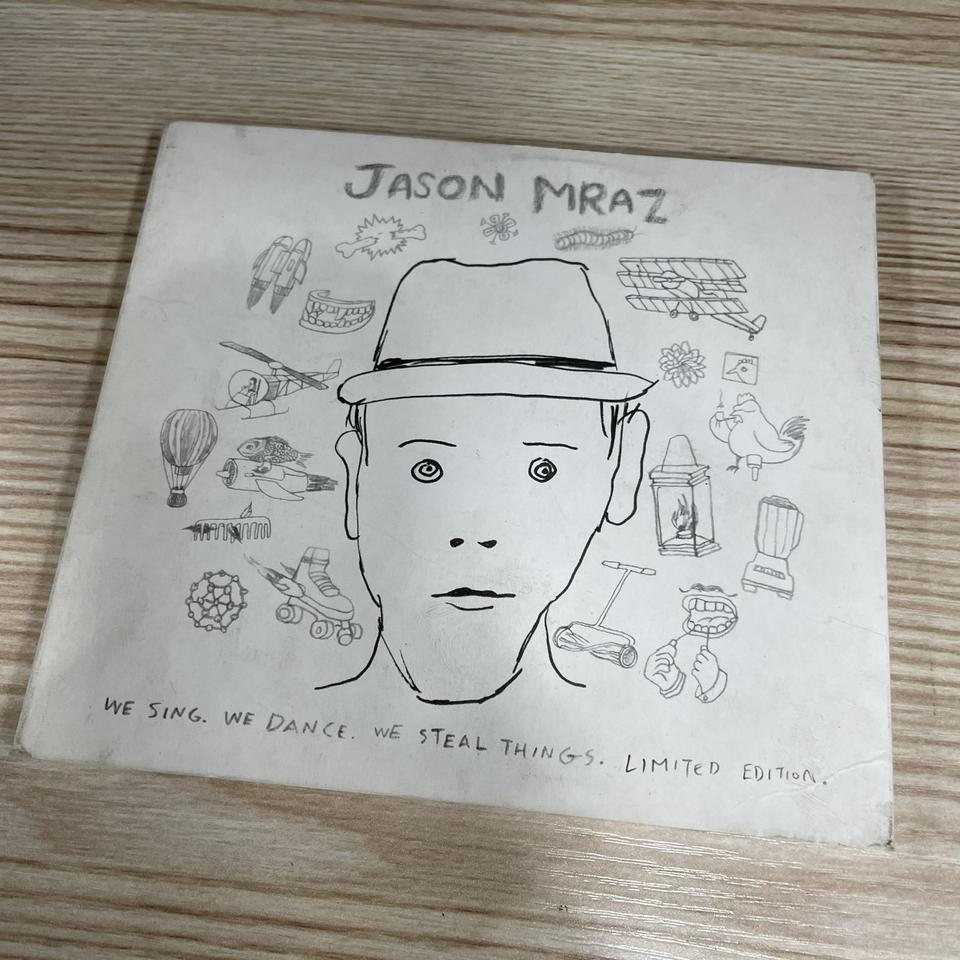 JASON MRAZ
WE SING. WE DANCE. WE STEAL THINGS. LIMITED EDITION.